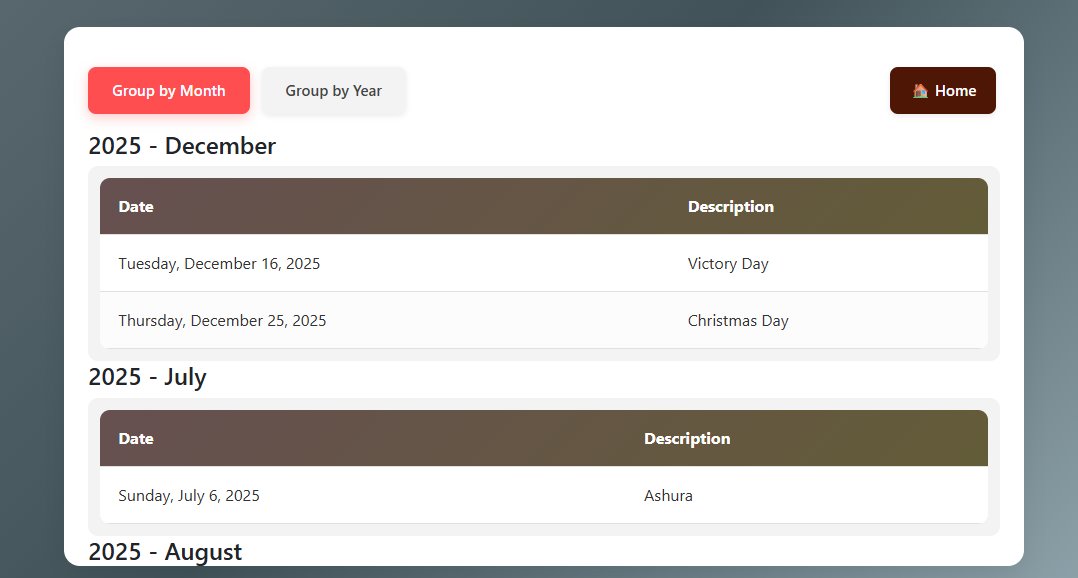 Group by Month Group by Year 🏠 Home
2025 - December
Date Description
Tuesday, December 16, 2025 Victory Day
Thursday, December 25, 2025 Christmas Day
2025 - July
Date Description
Sunday, July 6, 2025 Ashura
2025 - August